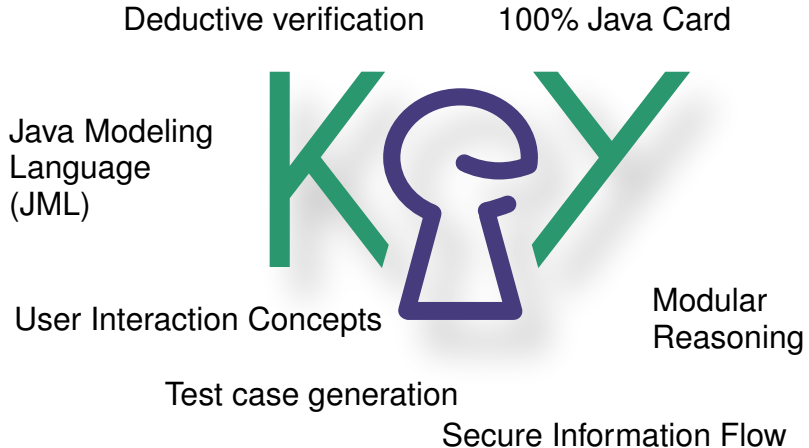 Deductive verification
100% Java Card
KeY
Java Modeling
Language
(JML)
User Interaction Concepts
Modular
Reasoning
Test case generation
Secure Information Flow